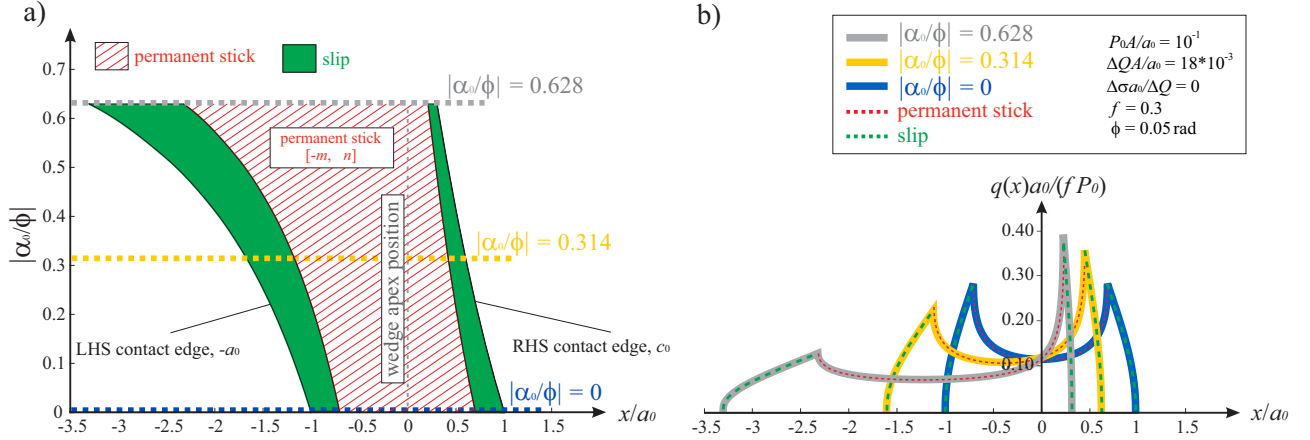 a)
permanent stick
slip
|α₀/ϕ|
0.7
0.6
0.5
0.4
0.3
0.2
0.1
0
|α₀/ϕ| = 0.628
permanent stick
[-m, n]
|α₀/ϕ| = 0.314
wedge apex position
LHS contact edge, -a₀
RHS contact edge, c₀
|α₀/ϕ| = 0
-3.5 -3 -2.5 -2 -1.5 -1 -0.5 0 0.5 1 1.5 x/a₀
b)
|α₀/ϕ| = 0.628
|α₀/ϕ| = 0.314
|α₀/ϕ| = 0
permanent stick
slip
P₀A/a₀ = 10⁻¹
ΔQA/a₀ = 18*10⁻³
Δσa₀/ΔQ = 0
f = 0.3
ϕ = 0.05 rad
q(x)a₀/(f P₀)
0.40
0.30
0.20
0.10
-3.5 -3 -2.5 -2 -1.5 -1 -0.5 0 0.5 1 1.5 x/a₀